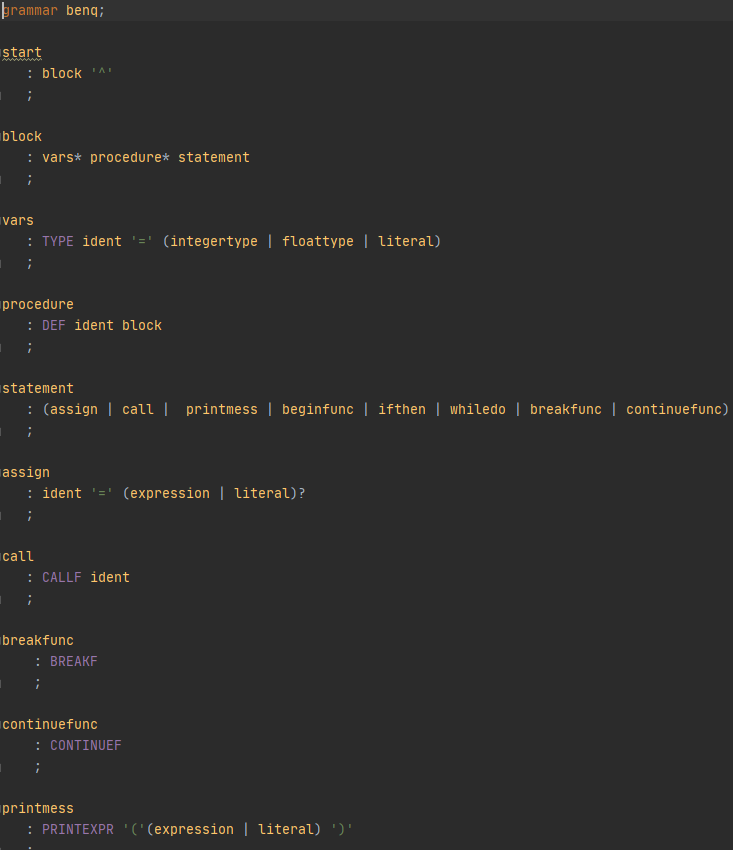 grammar benq;
start
: block '^'
;
block
: vars* procedure* statement
;
vars
: TYPE ident '=' (integertype | floattype | literal)
;
procedure
: DEF ident block
;
statement
: (assign | call |  printmess | beginfunc | ifthen | whiledo | breakfunc | continuefunc)
;
assign
: ident '=' (expression | literal)?
;
call
: CALLF ident
;
breakfunc
: BREAKF
;
continuefunc
: CONTINUEF
;
printmess
: PRINTEXPR '('(expression | literal) ')'